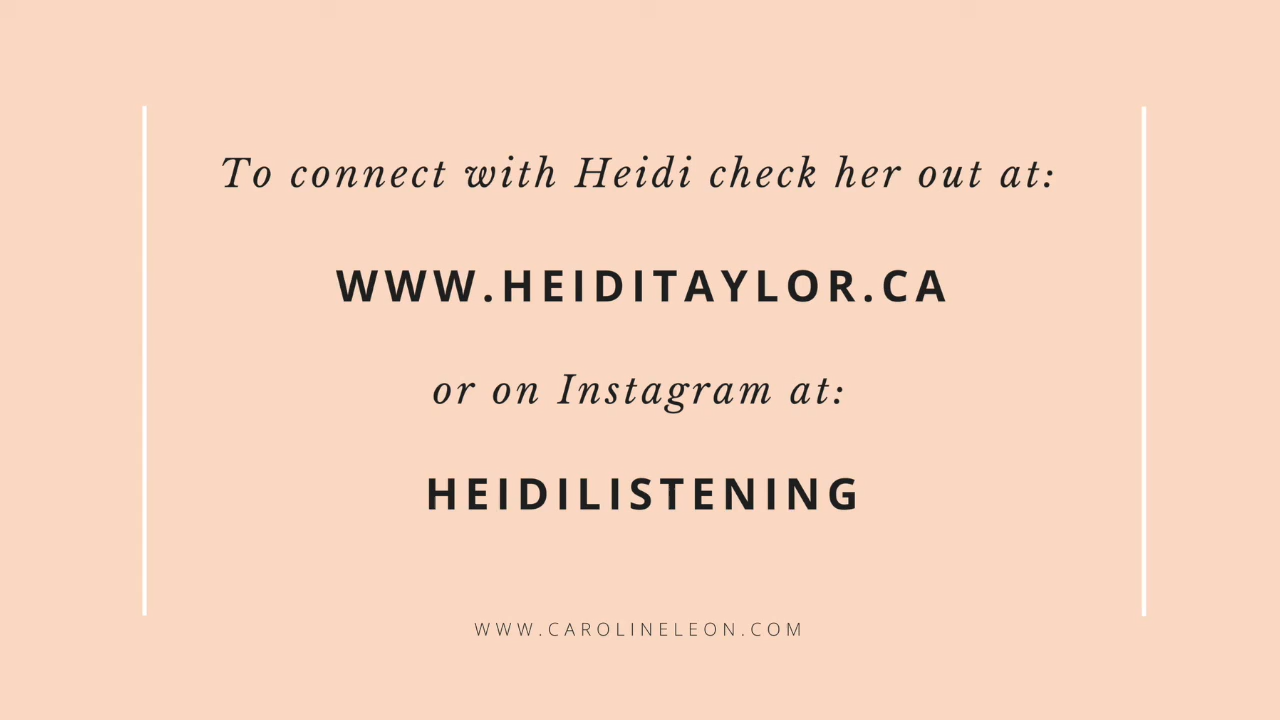 To connect with Heidi check her out at:
WWW.HEIDITAYLOR.CA
or on Instagram at:
HEIDILISTENING
WWW.CAROLINELEON.COM